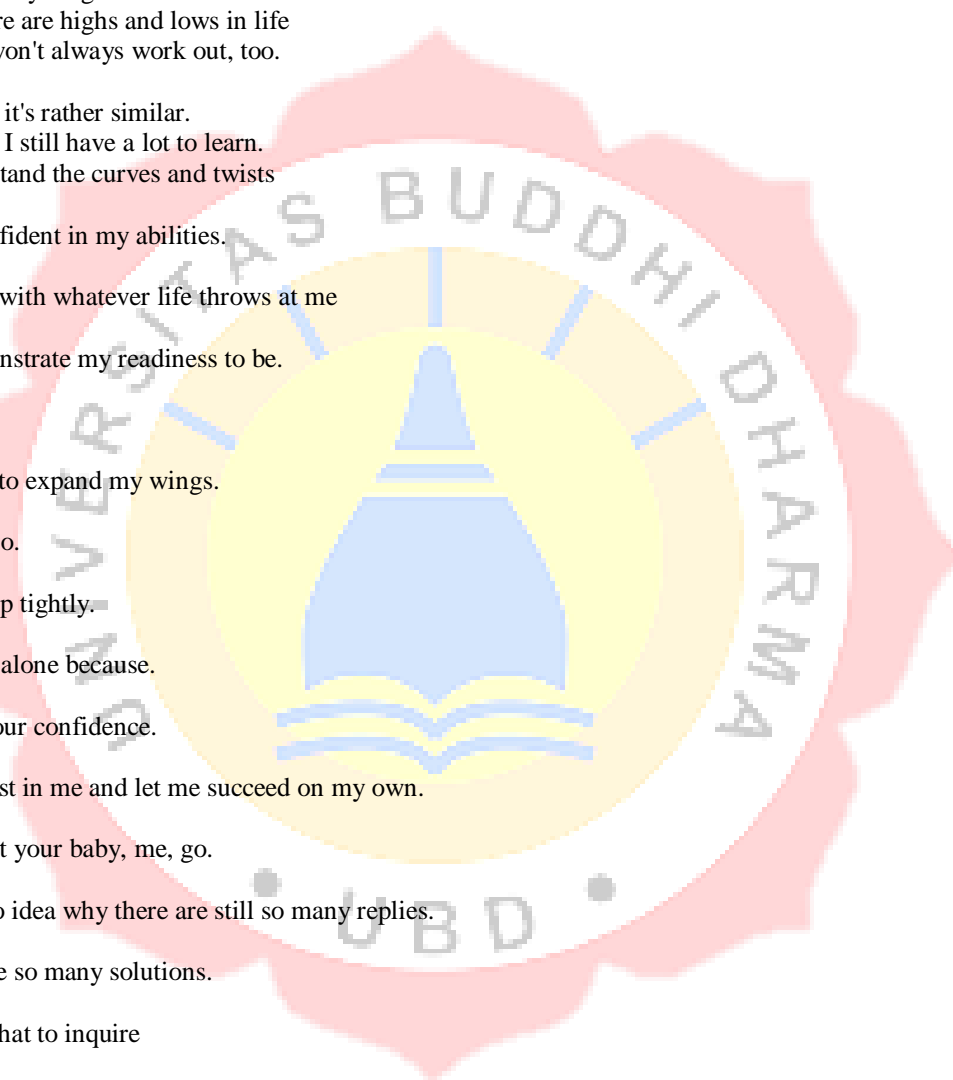 re are highs and lows in life
von't always work out, too.
it's rather similar.
I still have a lot to learn.
tand the curves and twists
fident in my abilities.
with whatever life throws at me
nstrate my readiness to be.
to expand my wings.
o.
p tightly.
alone because.
our confidence.
st in me and let me succeed on my own.
t your baby, me, go.
o idea why there are still so many replies.
e so many solutions.
hat to inquire
UNIVERSITAS BUDDHI DHARMA
• UBD •